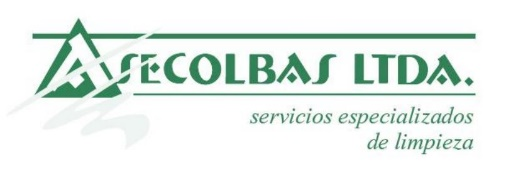 ASECOLBAS LTDA.
servicios especializados
de limpieza